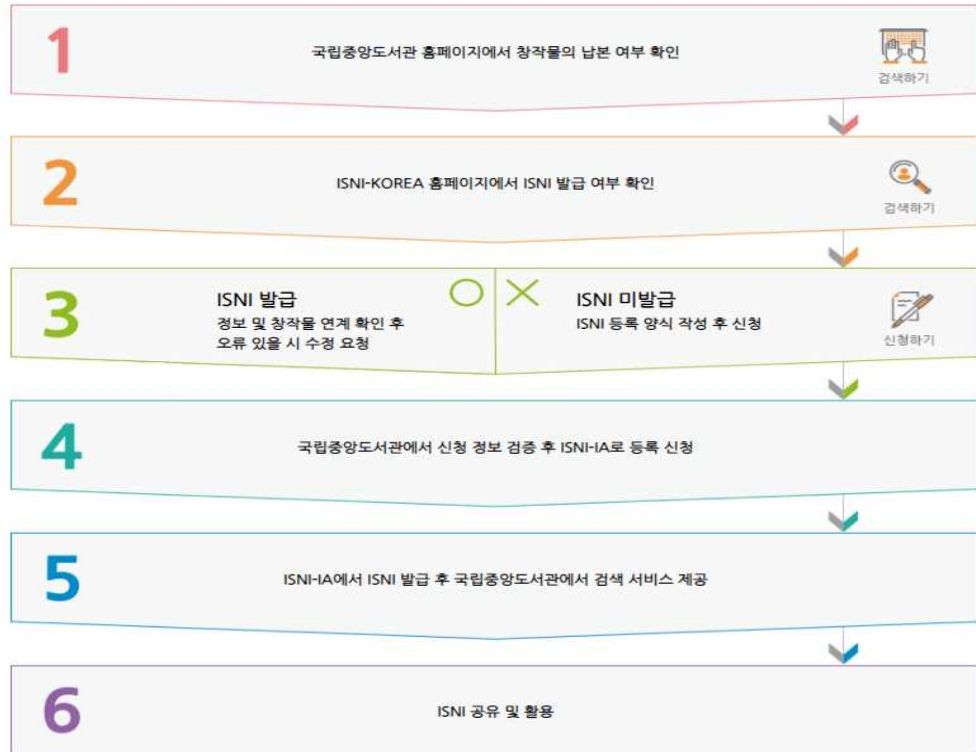 1
국립중앙도서관 홈페이지에서 창작물의 납본 여부 확인
검색하기
2
ISNI-KOREA 홈페이지에서 ISNI 발급 여부 확인
검색하기
3
ISNI 발급
정보 및 창작물 연계 확인 후
오류 있을 시 수정 요청
ISNI 미발급
ISNI 등록 양식 작성 후 신청
신청하기
4
국립중앙도서관에서 신청 정보 검증 후 ISNI-IA로 등록 신청
5
ISNI-IA에서 ISNI 발급 후 국립중앙도서관에서 검색 서비스 제공
6
ISNI 공유 및 활용